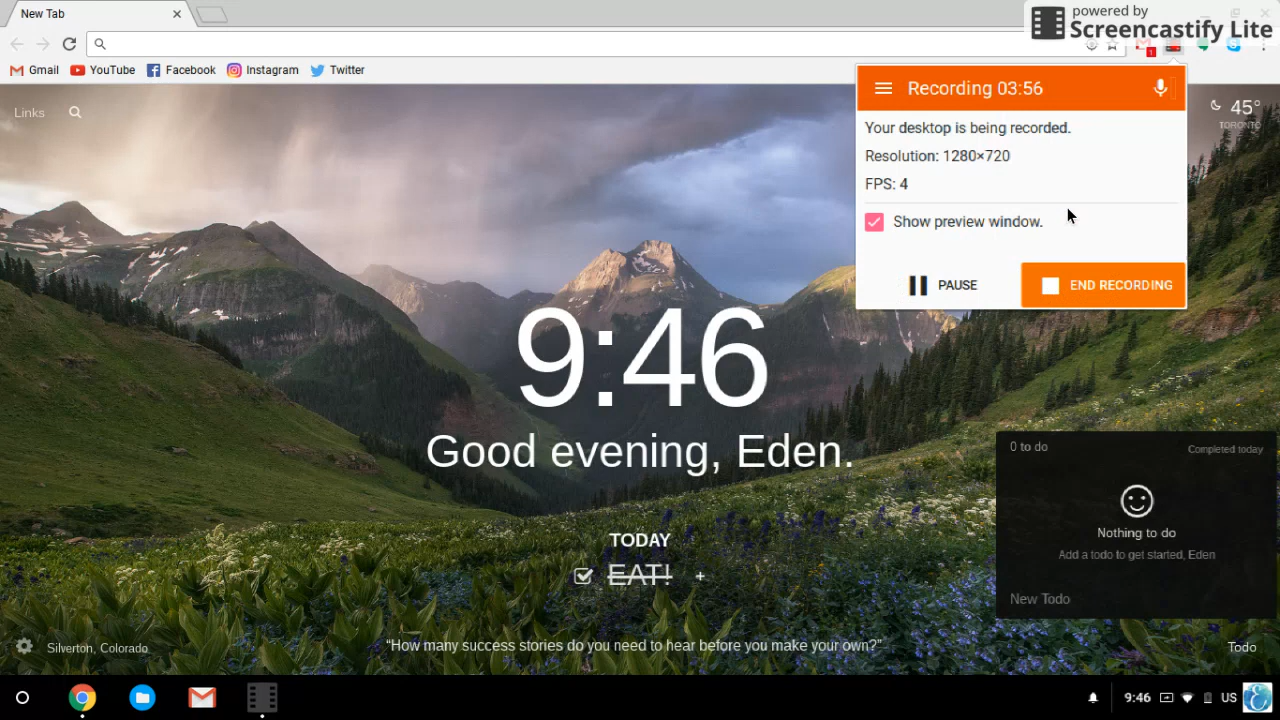 New Tab
powered by
Screencastify Lite
1
Gmail
YouTube
Facebook
Instagram
Twitter
Recording 03:56
Your desktop is being recorded.
Resolution: 1280×720
FPS: 4
Show preview window.
PAUSE
END RECORDING
Links
45°
TORONTO
9:46
Good evening, Eden.
0 to do
Completed today
Nothing to do
Add a todo to get started, Eden
New Todo
TODAY
EAT!
+
Silverton, Colorado
“How many success stories do you need to hear before you make your own?”
Todo
9:46
US